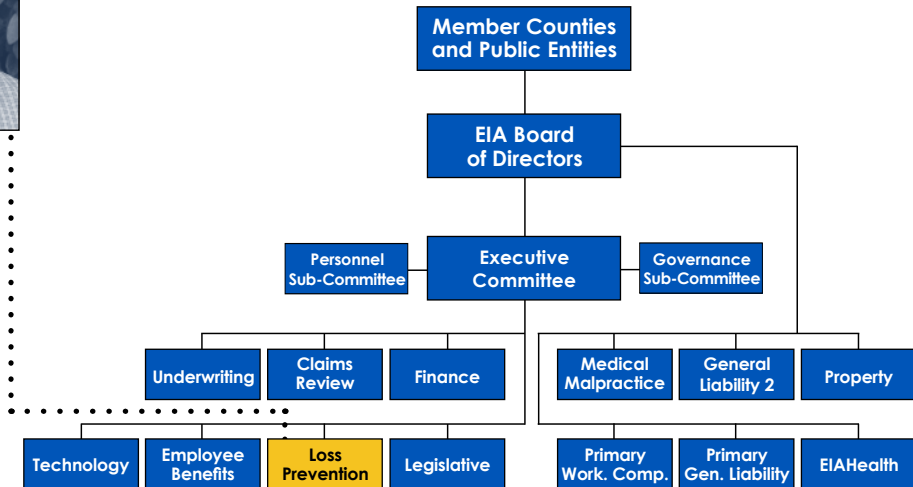 Member Counties
and Public Entities
EIA Board
of Directors
Personnel
Sub-Committee
Executive
Committee
Governance
Sub-Committee
Underwriting
Claims
Review
Finance
Medical
Malpractice
General
Liability 2
Property
Technology
Employee
Benefits
Loss
Prevention
Legislative
Primary
Work. Comp.
Primary
Gen. Liability
EIAHealth